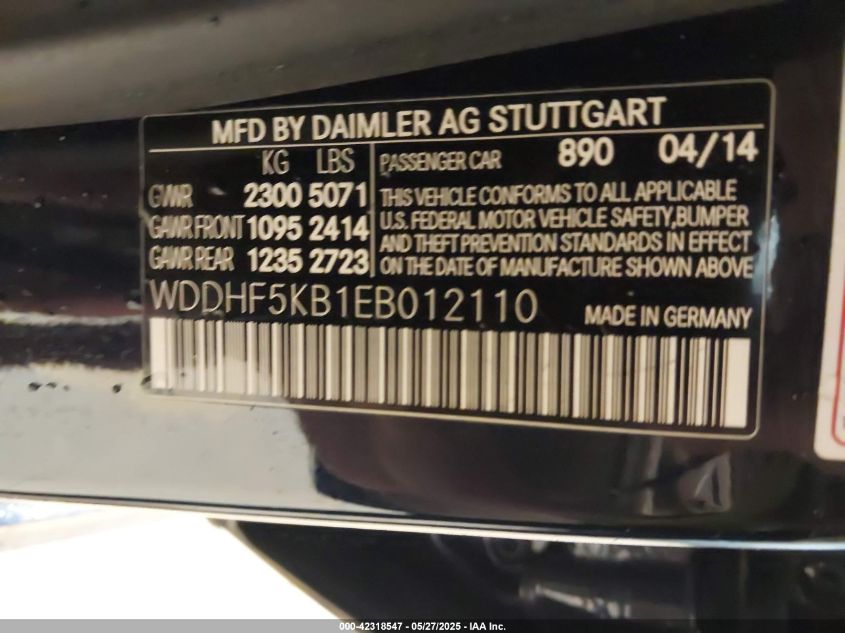 MFD BY DAIMLER AG STUTTGART
KG LBS
GVWR 2300 5071
GAWR FRONT 1095 2414
GAWR REAR 1235 2723
PASSENGER CAR 890 04/14
THIS VEHICLE CONFORMS TO ALL APPLICABLE
U.S. FEDERAL MOTOR VEHICLE SAFETY,BUMPER
AND THEFT PREVENTION STANDARDS IN EFFECT
ON THE DATE OF MANUFACTURE SHOWN ABOVE
WDDHF5KB1EB012110
MADE IN GERMANY
000-42318547 - 05/27/2025 - IAA Inc.